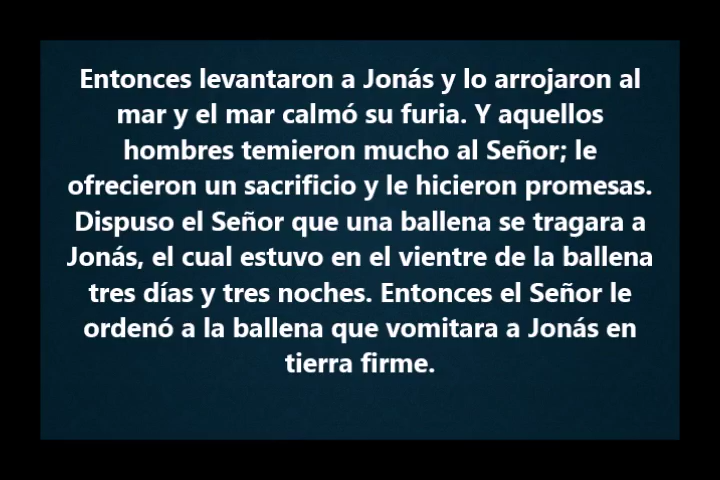 Entonces levantaron a Jonás y lo arrojaron al
mar y el mar calmó su furia. Y aquellos
hombres temieron mucho al Señor; le
ofrecieron un sacrificio y le hicieron promesas.
Dispuso el Señor que una ballena se tragara a
Jonás, el cual estuvo en el vientre de la ballena
tres días y tres noches. Entonces el Señor le
ordenó a la ballena que vomitara a Jonás en
tierra firme.